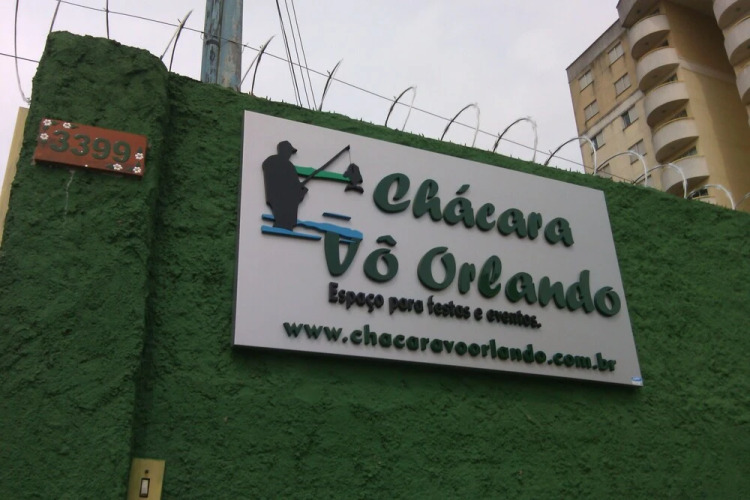 3399
Chácara
Vô Orlando
Espaço para festas e eventos.
www.chacaravoorlando.com.br